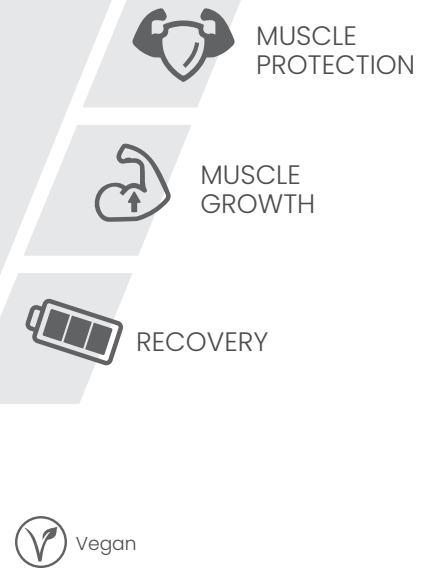 MUSCLE
PROTECTION
MUSCLE
GROWTH
RECOVERY
Vegan